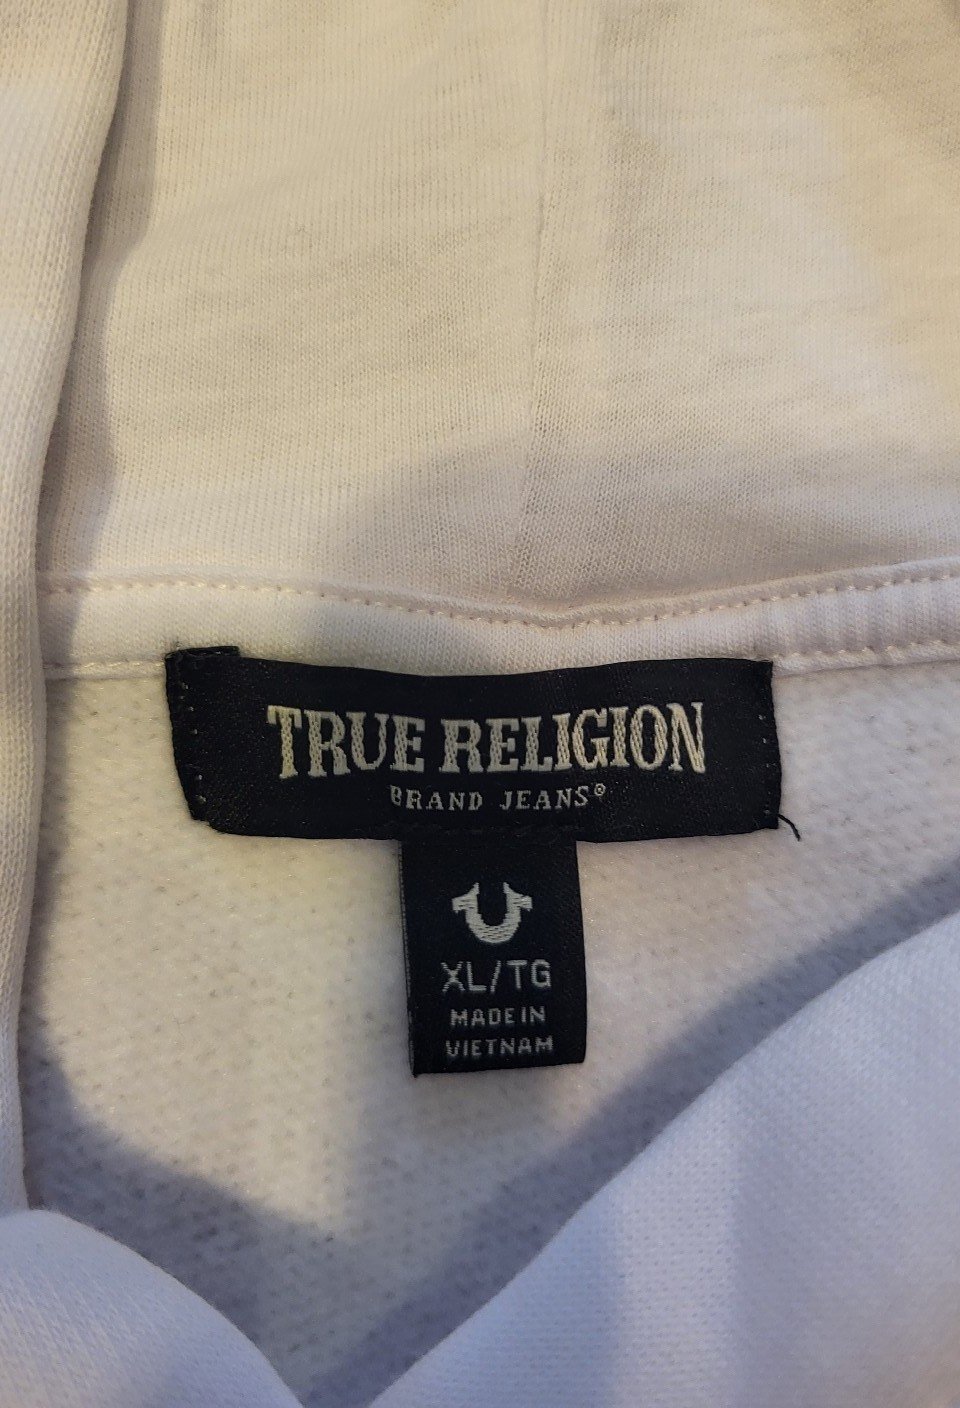 TRUE RELIGION
BRAND JEANS®
XL/TG
MADE IN
VIETNAM